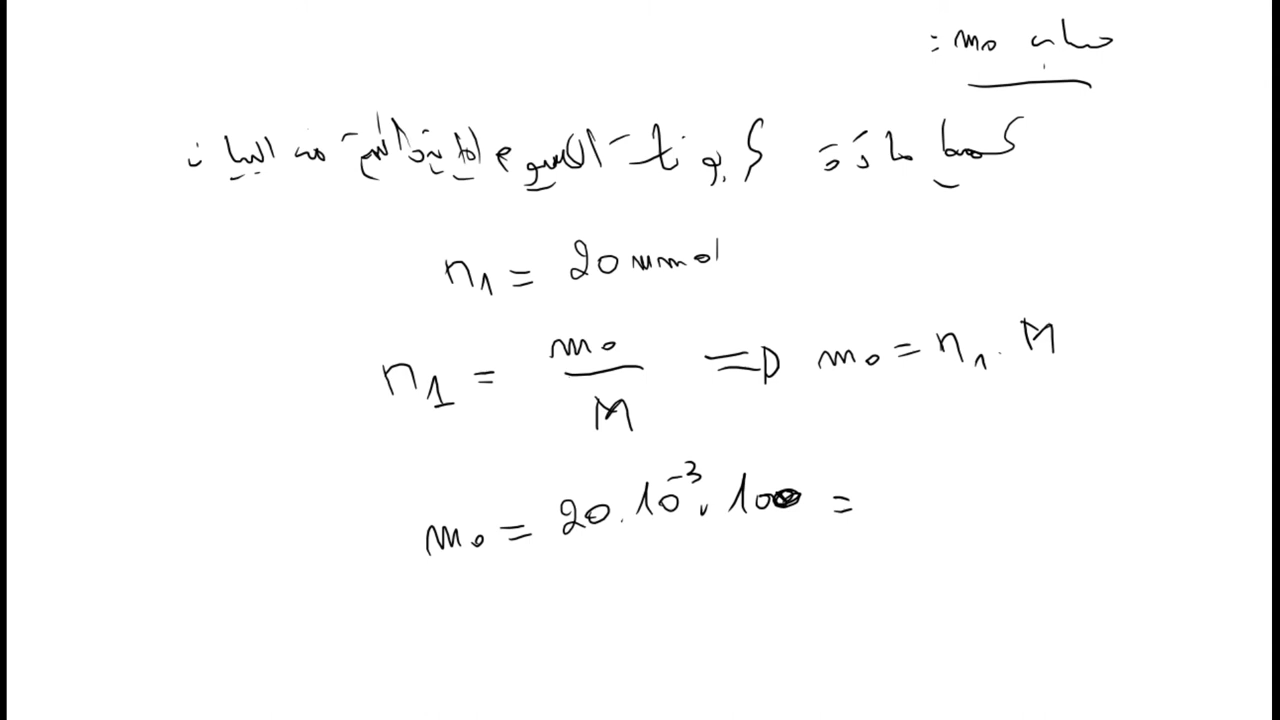 حساب m₀ :
كمية مادة كربونات الكالسيوم الابتدائية من البيان
n₁ = 20 mmol
n₁ = m₀ / M => m₀ = n₁ . M
m₀ = 20 . 10⁻³ . 100 =